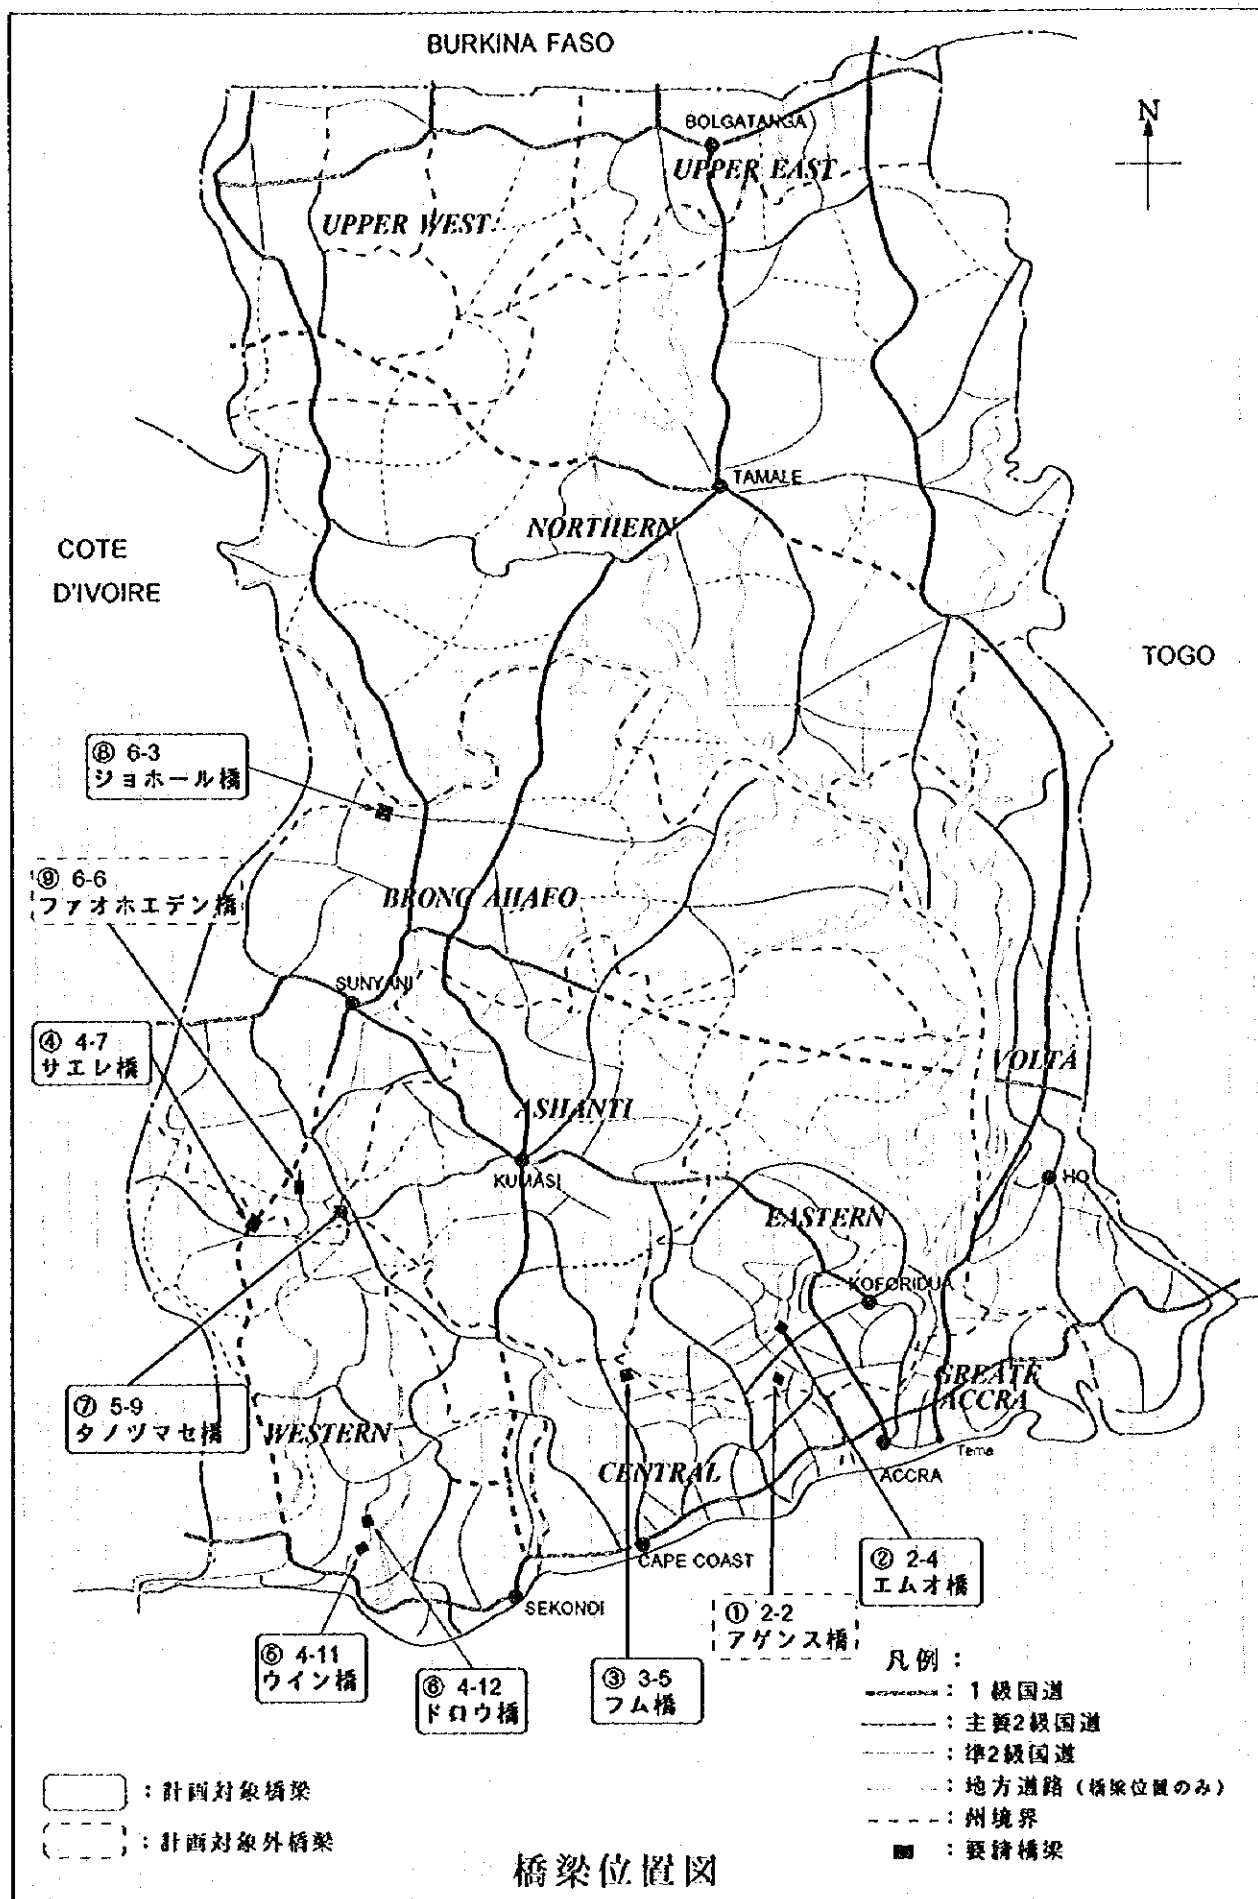 BURKINA FASO
N
BOLGATANGA
UPPER EAST
UPPER WEST
TAMALE
NORTHERN
COTE
D'IVOIRE
TOGO
⑧ 6-3
ジョホール橋
⑨ 6-6
ファオホエデン橋
BRONG AHAFO
SUNYANI
④ 4-7
サエレ橋
VOLTA
ASHANTI
KUMASI
HO
EASTERN
KOFORIDUA
⑦ 5-9
タノヅマセ橋
GREATE
ACCRA
WESTERN
CENTRAL
Tema
ACCRA
CAPE COAST
SEKONDI
② 2-4
エムオ橋
① 2-2
アゲンス橋
⑤ 4-11
ウイン橋
⑥ 4-12
ドロウ橋
③ 3-5
フム橋
凡例：
：1級国道
：主要2級国道
：準2級国道
：地方道路（橋梁位置のみ）
：州境界
：要請橋梁
：計画対象橋梁
：計画対象外橋梁
橋梁位置図